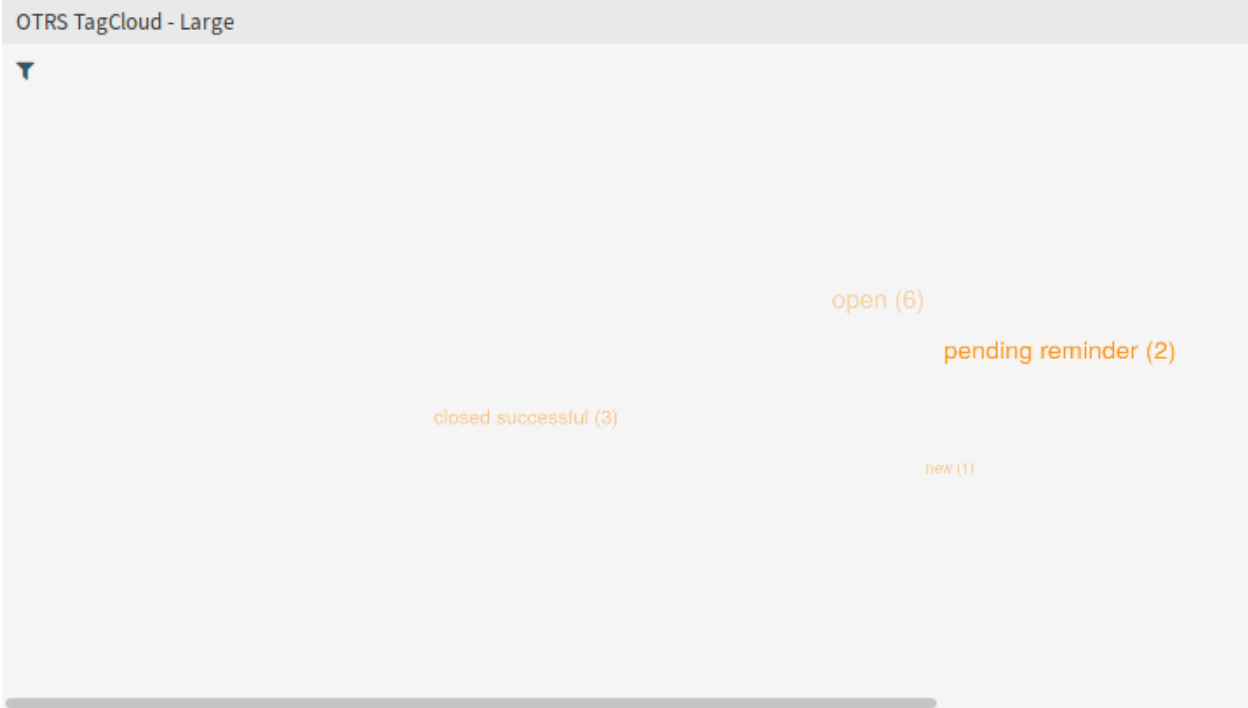 OTRS TagCloud - Large
open (6)
pending reminder (2)
closed successful (3)
new (1)